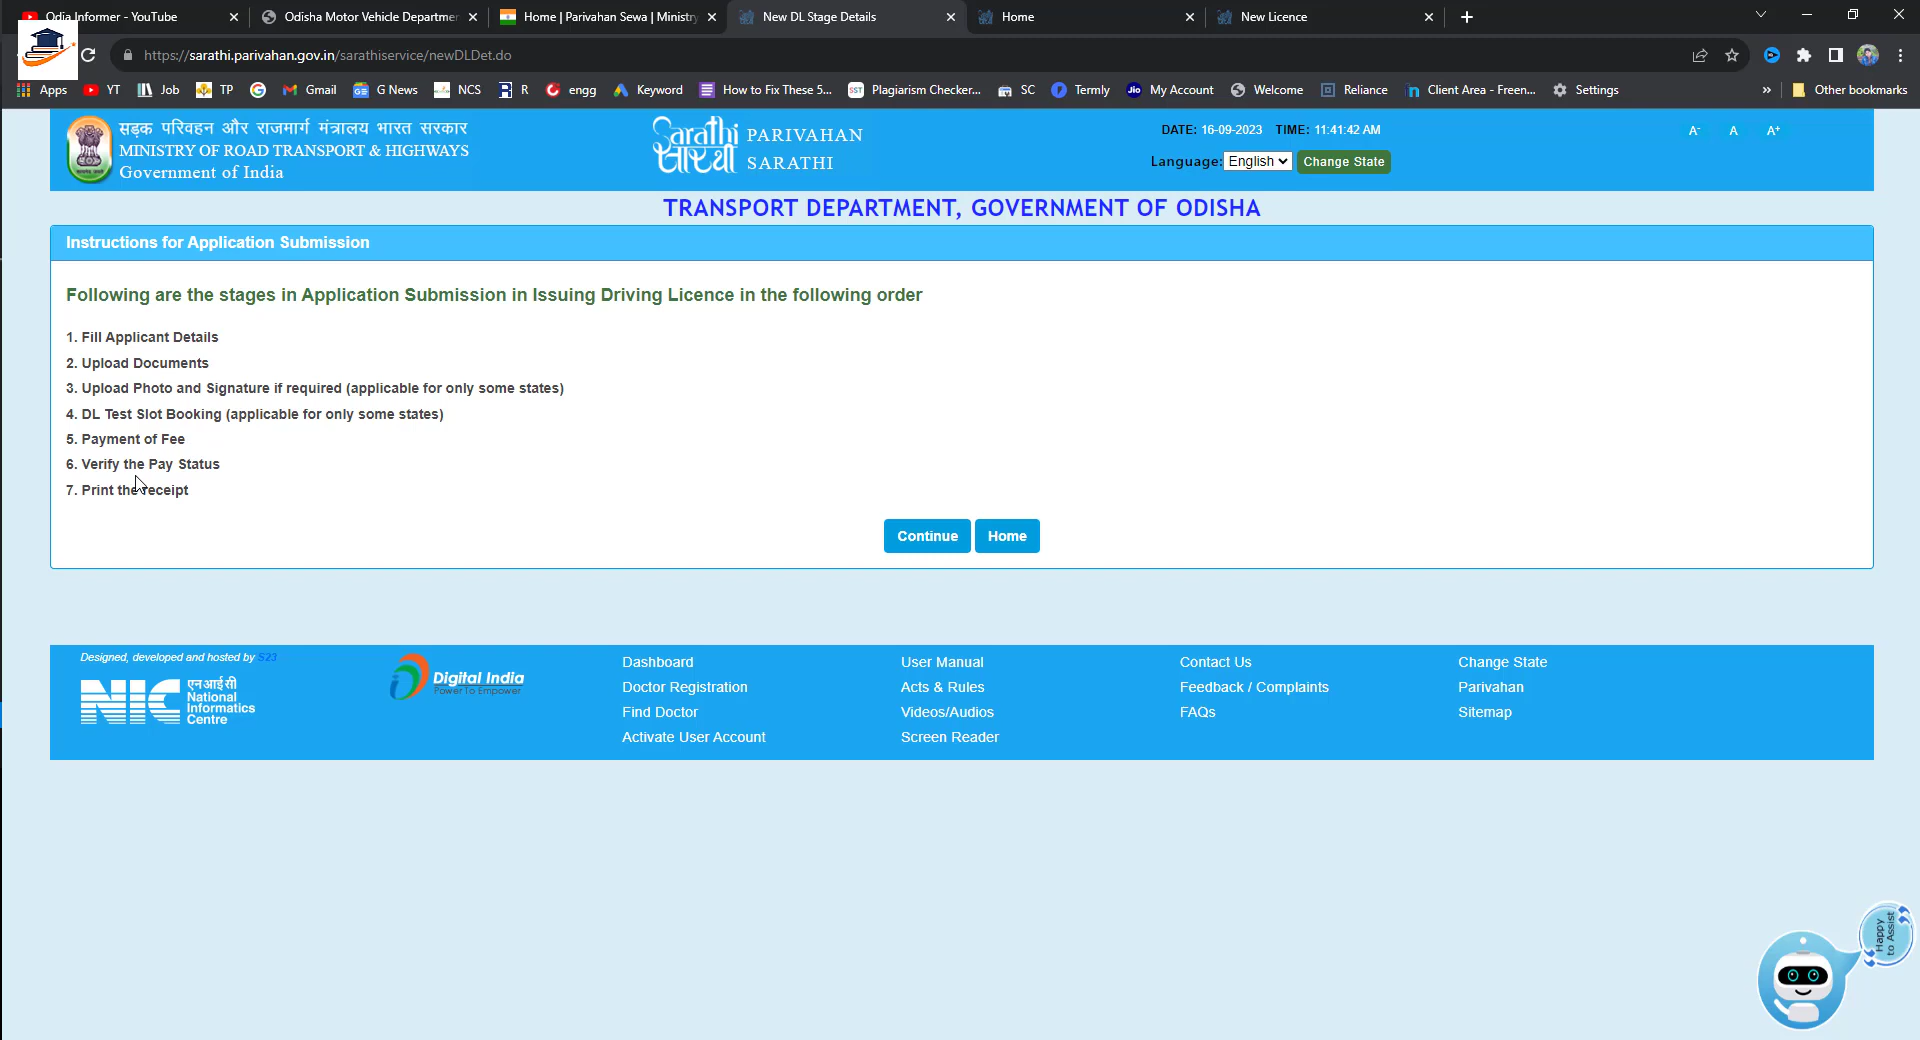 Odia Informer - YouTube
Odisha Motor Vehicle Departmer
Home | Parivahan Sewa | Ministry
New DL Stage Details
Home
New Licence
https://sarathi.parivahan.gov.in/sarathiservice/newDLDet.do
Apps
YT
Job
TP
Gmail
G News
NCS
R
engg
Keyword
How to Fix These 5...
SST
Plagiarism Checker...
SC
Termly
Jio
My Account
Welcome
Reliance
Client Area - Freen...
Settings
»
Other bookmarks
सड़क परिवहन और राजमार्ग मंत्रालय भारत सरकार
MINISTRY OF ROAD TRANSPORT & HIGHWAYS
Government of India
Sarathi
सारथी
PARIVAHAN
SARATHI
DATE: 16-09-2023 TIME: 11:41:42 AM
Language: English Change State
A- A A+
TRANSPORT DEPARTMENT, GOVERNMENT OF ODISHA
Instructions for Application Submission
Following are the stages in Application Submission in Issuing Driving Licence in the following order
1. Fill Applicant Details
2. Upload Documents
3. Upload Photo and Signature if required (applicable for only some states)
4. DL Test Slot Booking (applicable for only some states)
5. Payment of Fee
6. Verify the Pay Status
7. Print the receipt
Continue Home
Designed, developed and hosted by S23
NIC
एनआईसी
National
Informatics
Centre
Digital India
Power To Empower
Dashboard
Doctor Registration
Find Doctor
Activate User Account
User Manual
Acts & Rules
Videos/Audios
Screen Reader
Contact Us
Feedback / Complaints
FAQs
Change State
Parivahan
Sitemap
Happy
to Assist